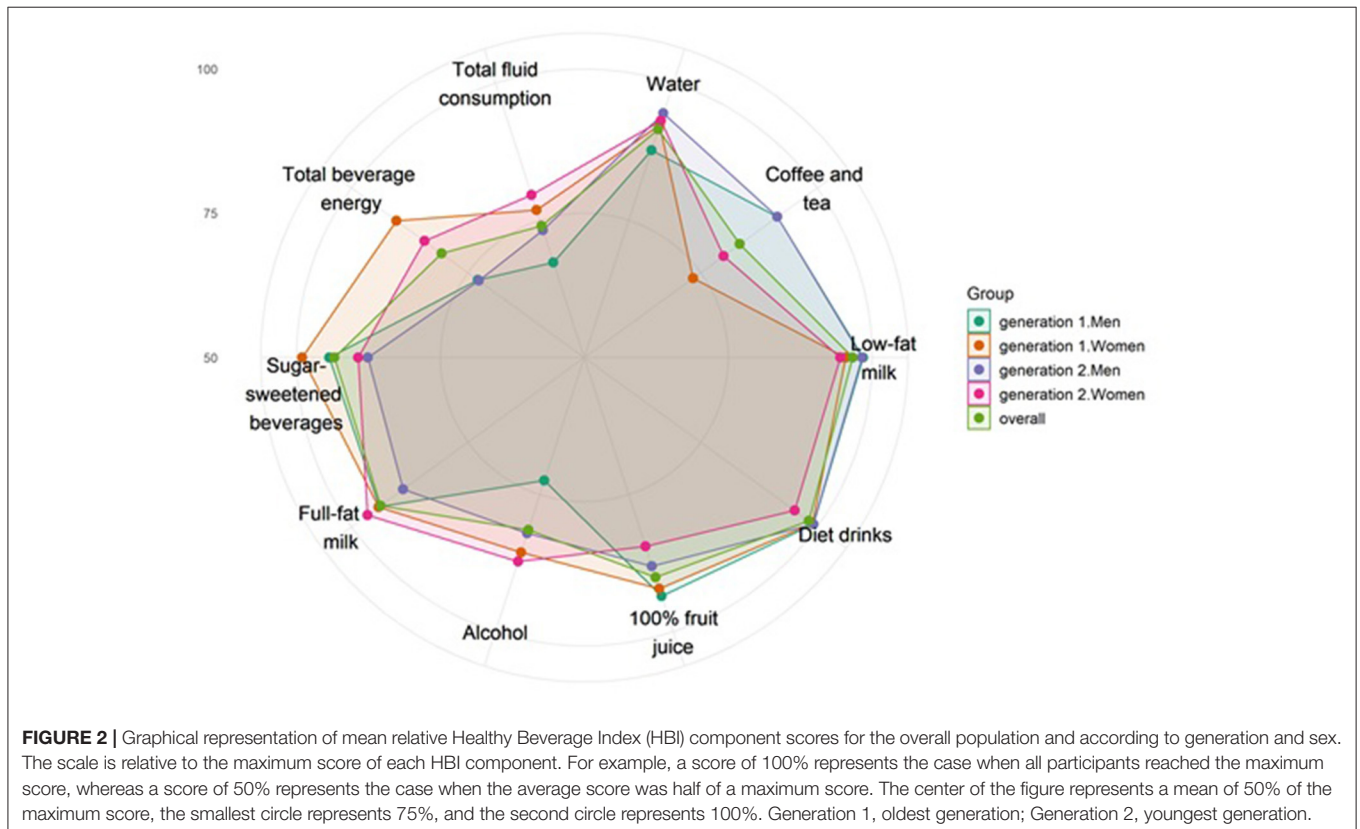 100
75
50
Total fluid
consumption
Water
Total beverage
energy
Coffee and
tea
Sugar-
sweetened
beverages
Low-fat
milk
Full-fat
milk
Diet drinks
Alcohol
100% fruit
juice
Group
generation 1.Men
generation 1.Women
generation 2.Men
generation 2.Women
overall
FIGURE 2 | Graphical representation of mean relative Healthy Beverage Index (HBI) component scores for the overall population and according to generation and sex.
The scale is relative to the maximum score of each HBI component. For example, a score of 100% represents the case when all participants reached the maximum
score, whereas a score of 50% represents the case when the average score was half of a maximum score. The center of the figure represents a mean of 50% of the
maximum score, the smallest circle represents 75%, and the second circle represents 100%. Generation 1, oldest generation; Generation 2, youngest generation.